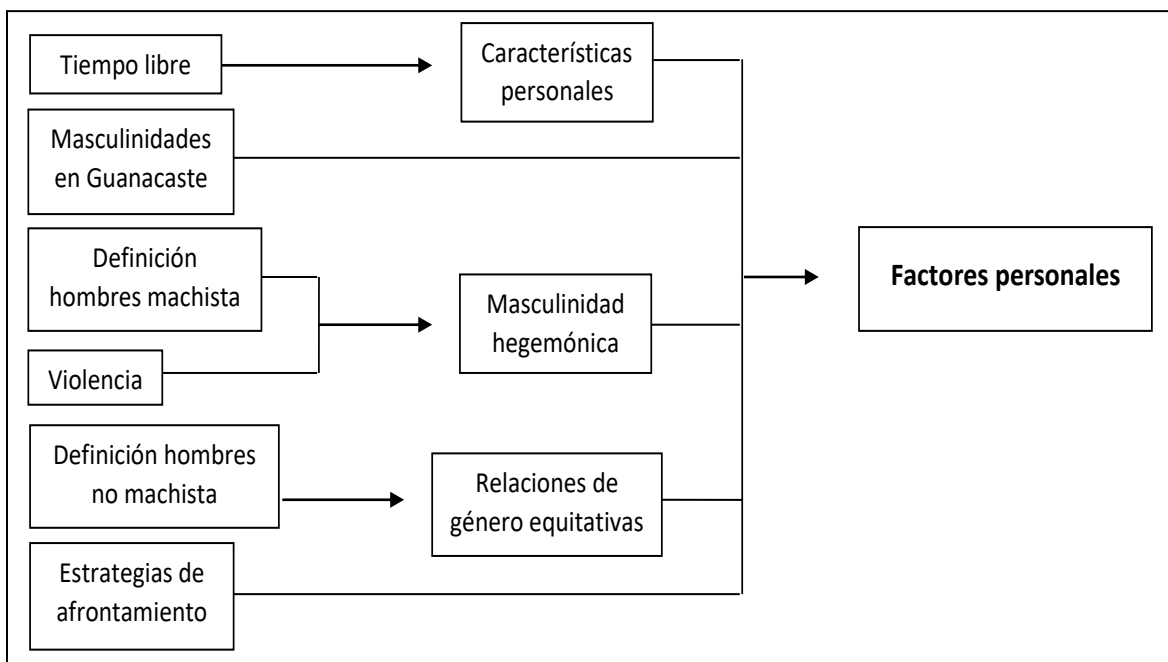 Tiempo libre
Características
personales
Masculinidades
en Guanacaste
Definición
hombres machista
Violencia
Masculinidad
hegemónica
Factores personales
Definición hombres
no machista
Relaciones de
género equitativas
Estrategias de
afrontamiento